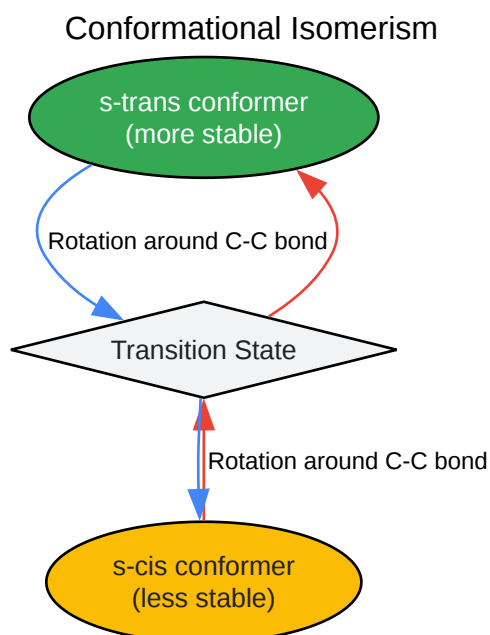 Conformational Isomerism
s-trans conformer
(more stable)
Rotation around C-C bond
Transition State
Rotation around C-C bond
s-cis conformer
(less stable)